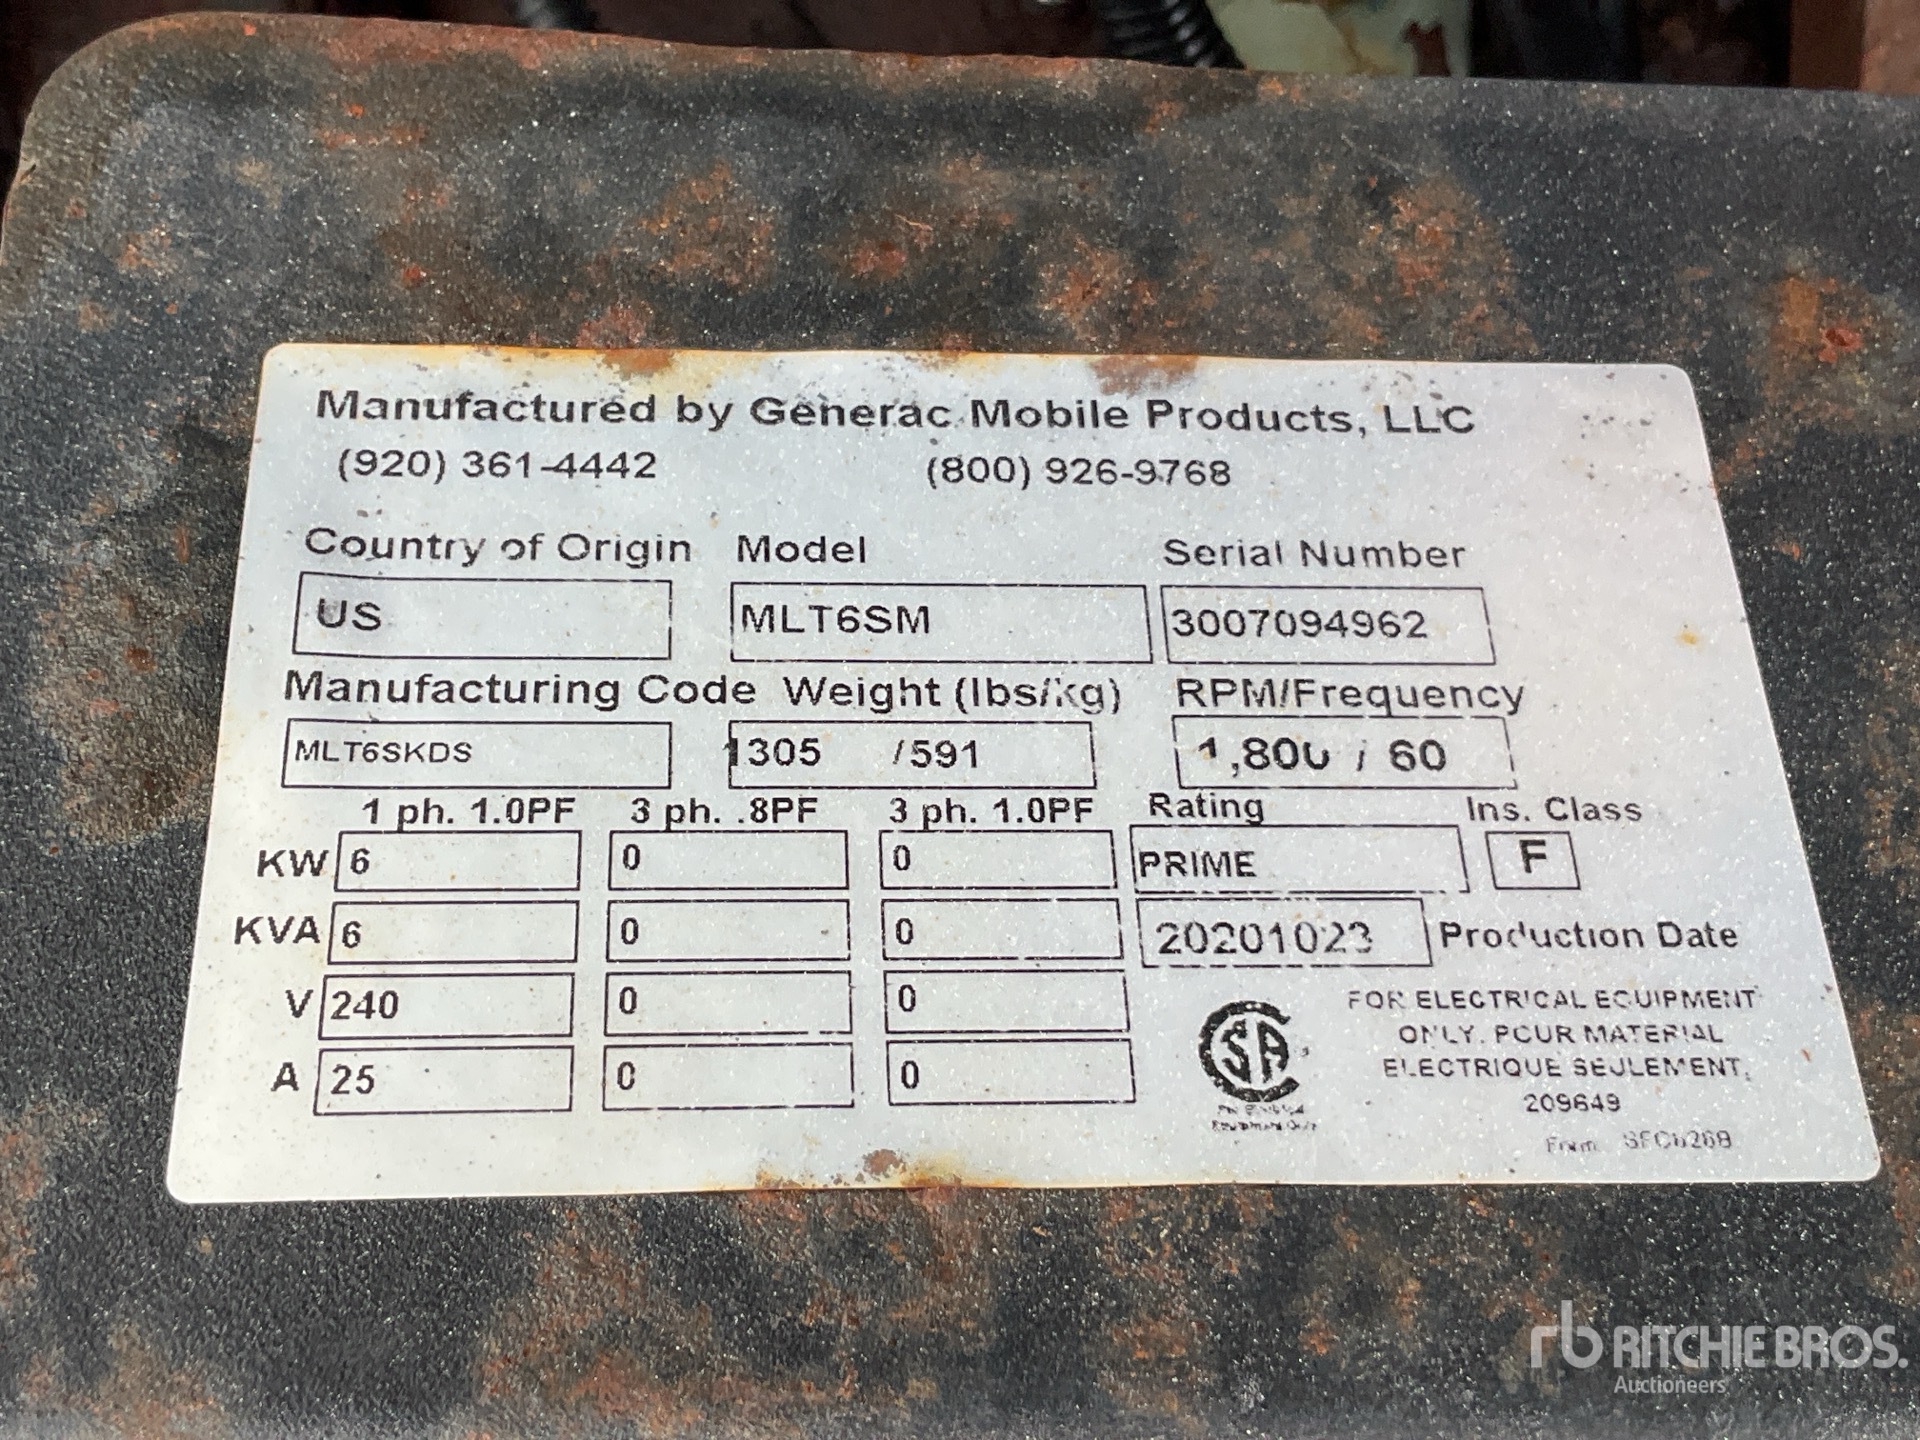 Manufactured by Generac Mobile Products, LLC
(920) 361-4442 (800) 926-9768
Country of Origin Model Serial Number
US MLT6SM 3007094962
Manufacturing Code Weight (lbs/kg) RPM/Frequency
MLT6SKDS 1305 /591 1,800 / 60
1 ph. 1.0PF 3 ph. .8PF 3 ph. 1.0PF Rating Ins. Class
KW 6 0 0 PRIME F
KVA 6 0 0 20201023 Production Date
V 240 0 0
A 25 0 0
FOR ELECTRICAL EQUIPMENT
ONLY. POUR MATERIAL
ELECTRIQUE SEULEMENT.
209649
CSA
rb RITCHIE BROS.
Auctioneers